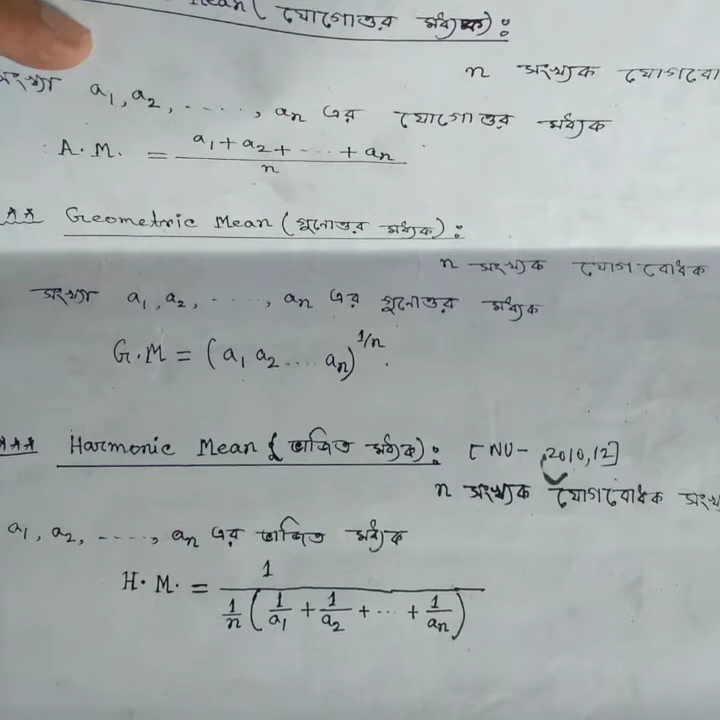 Mean (যোগোত্তর মধ্যক):
n সংখ্যক যোগবো
সংখ্যা a₁, a₂, ....., aₙ এর যোগোত্তর মধ্যক
: A.M. = (a₁ + a₂ + ... + aₙ)/n
** Geometric Mean (গুনোত্তর মধ্যক):
n সংখ্যক যোগ বোধক
সংখ্যা a₁, a₂, ....., aₙ এর গুনোত্তর মধ্যক
G.M = (a₁ a₂ .... aₙ)^{1/n}.
*** Harmonic Mean (ভাজিত মধ্যক): [NU- 2010,12]
n সংখ্যক যোগবোধক সংখ
a₁, a₂, ....., aₙ এর ভাজিত মধ্যক
H.M. = 1/(1/n (1/a₁ + 1/a₂ + ... + 1/aₙ))